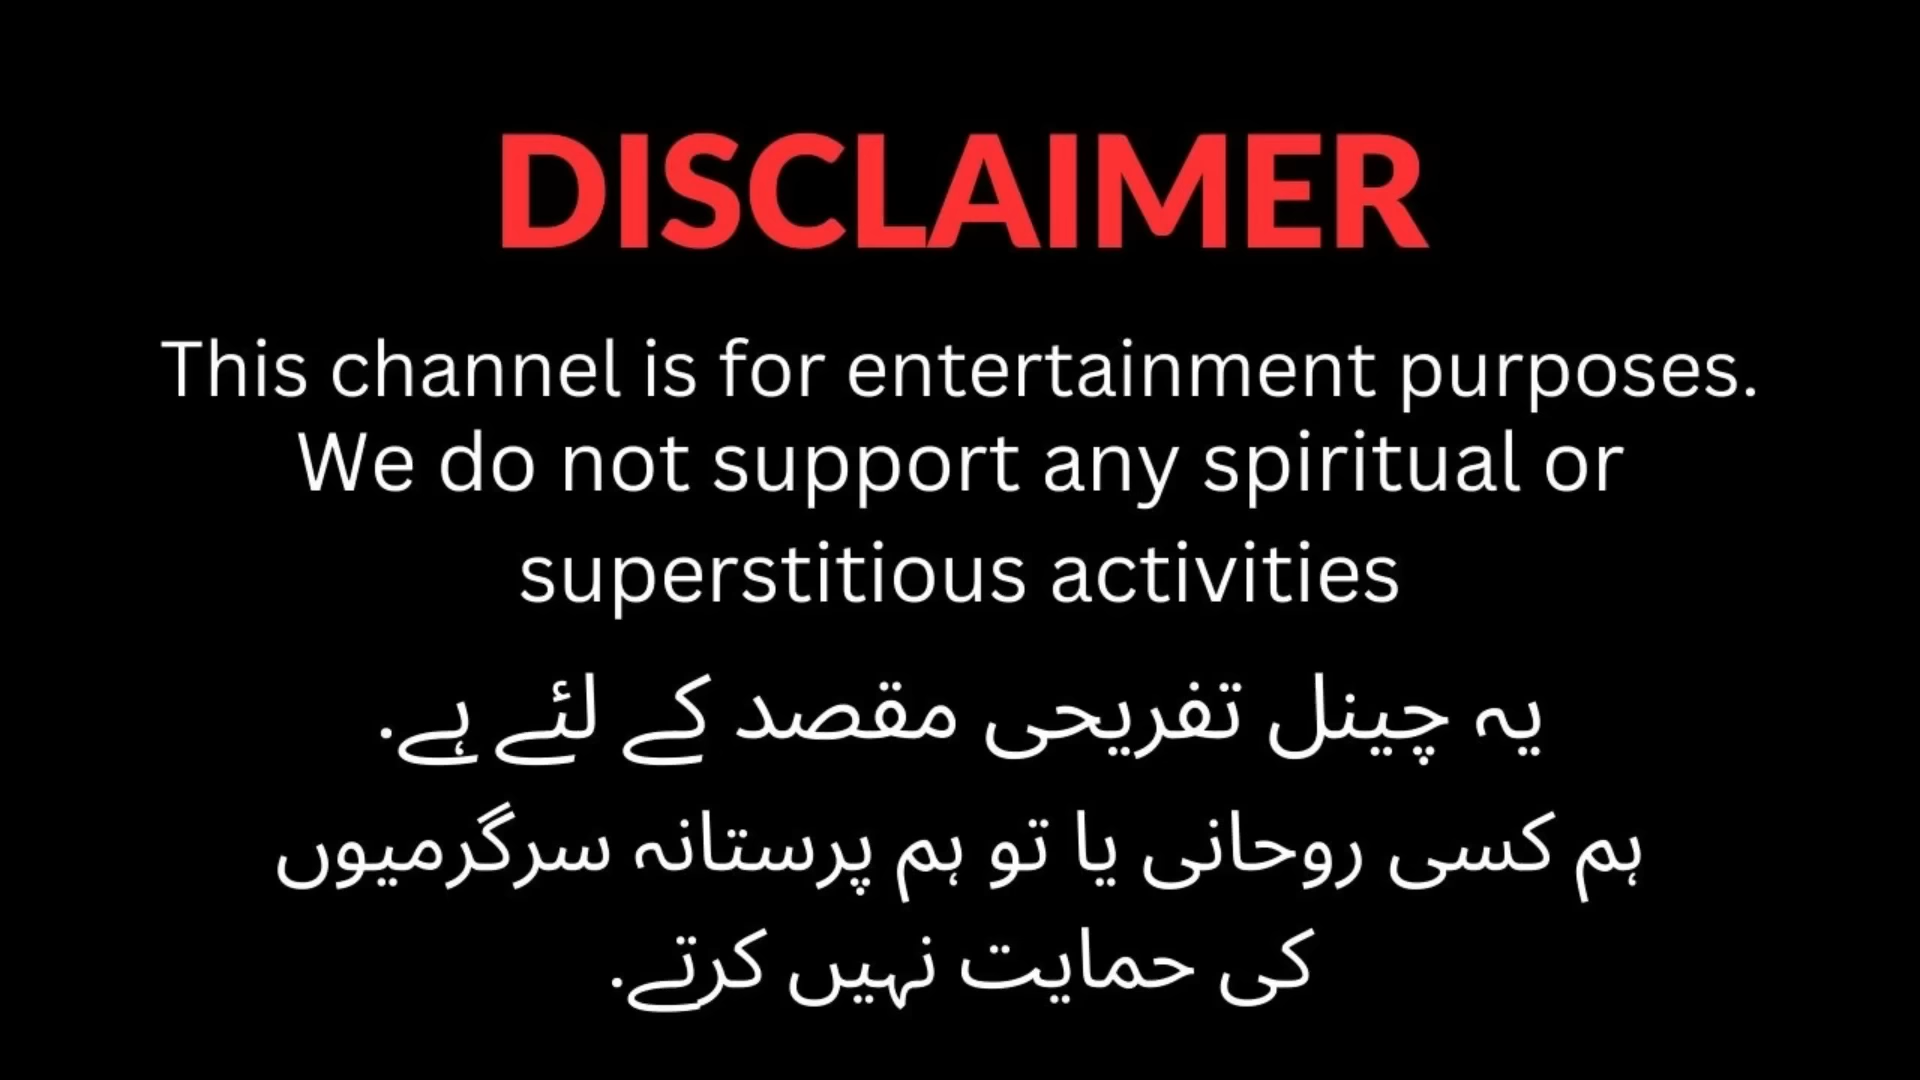 DISCLAIMER
This channel is for entertainment purposes.
We do not support any spiritual or
superstitious activities
یہ چینل تفریحی مقصد کے لئے ہے.
ہم کسی روحانی یا تو ہم پرستانہ سرگرمیوں
کی حمایت نہیں کرتے.